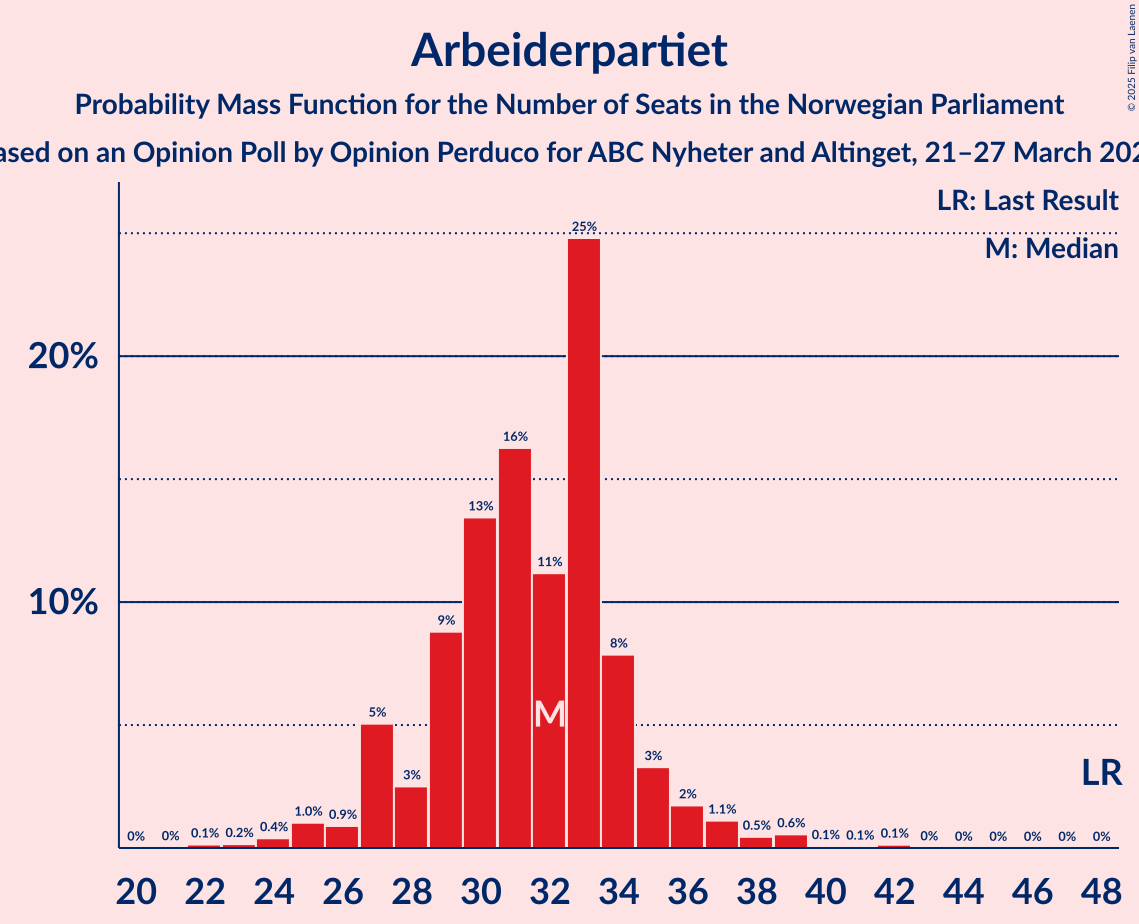 Arbeiderpartiet
Probability Mass Function for the Number of Seats in the Norwegian Parliament
on an Opinion Poll by Opinion Perduco for ABC Nyheter and Altinget, 21–27 March
© 2025 Filip van Laenen
LR: Last Result
M: Median
20%
10%
0% 0% 0.1% 0.2% 0.4% 1.0% 0.9% 5% 3% 9% 13% 16% 11% 25% 8% 3% 2% 1.1% 0.5% 0.6% 0.1% 0.1% 0.1% 0% 0% 0% 0% 0% 0%
M
LR
20 22 24 26 28 30 32 34 36 38 40 42 44 46 48